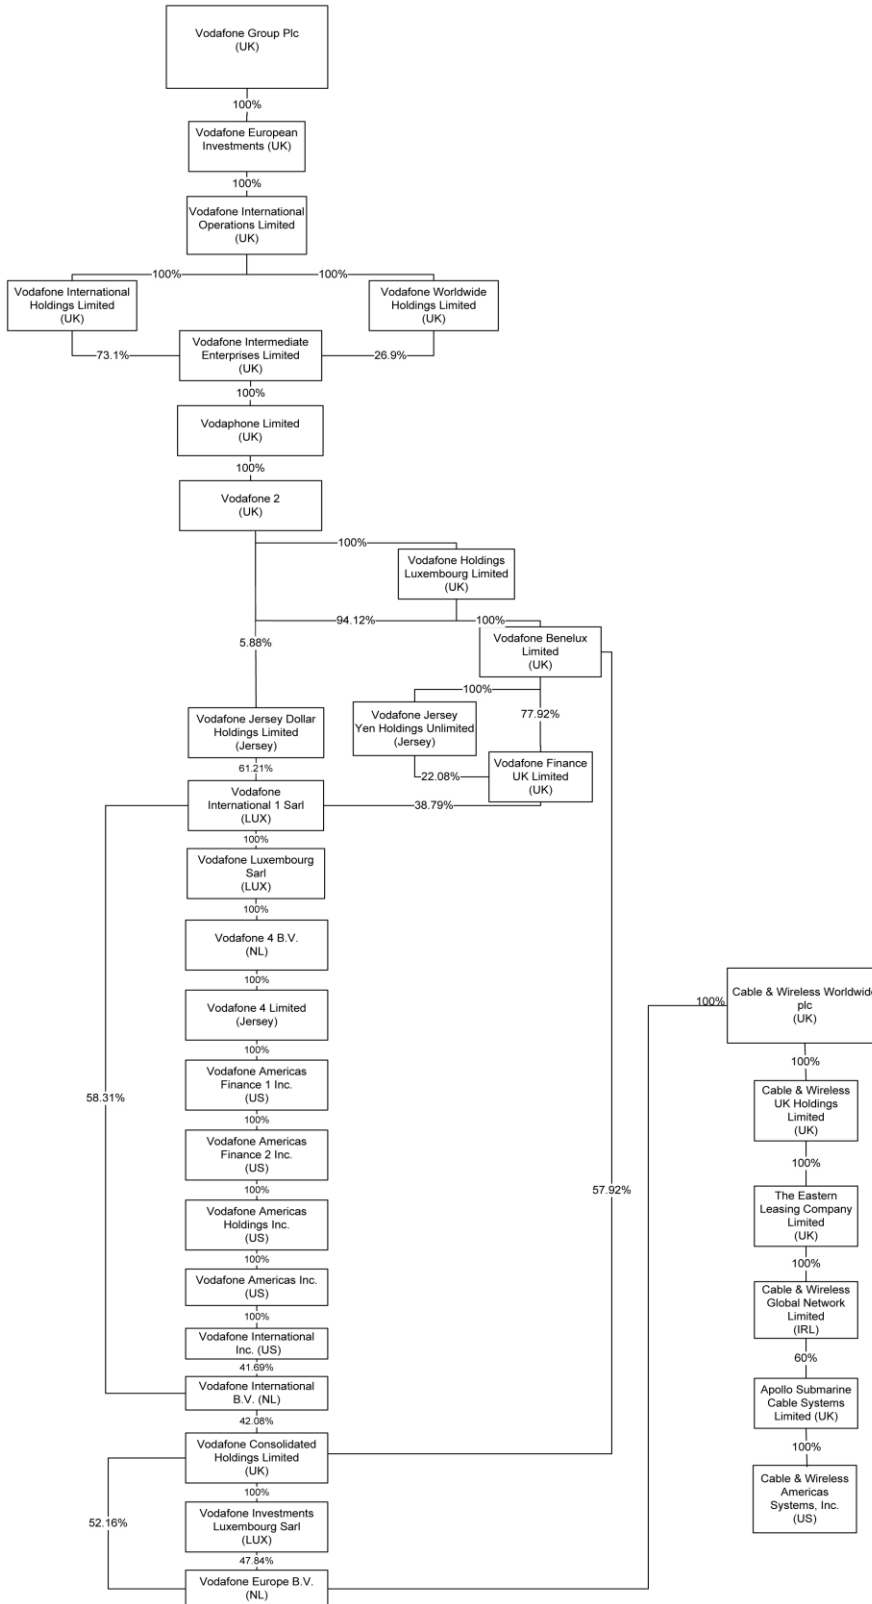 Vodafone Group Plc
(UK)
100%
Vodafone European
Investments (UK)
100%
Vodafone International
Operations Limited
(UK)
100%
100%
Vodafone International
Holdings Limited
(UK)
Vodafone Worldwide
Holdings Limited
(UK)
73.1%
Vodafone Intermediate
Enterprises Limited
(UK)
26.9%
100%
Vodaphone Limited
(UK)
100%
Vodafone 2
(UK)
100%
Vodafone Holdings
Luxembourg Limited
(UK)
94.12%
100%
5.88%
Vodafone Benelux
Limited
(UK)
100%
77.92%
Vodafone Jersey Dollar
Holdings Limited
(Jersey)
Vodafone Jersey
Yen Holdings Unlimited
(Jersey)
61.21%
22.08%
Vodafone Finance
UK Limited
(UK)
Vodafone
International 1 Sarl
(LUX)
38.79%
100%
Vodafone Luxembourg
Sarl
(LUX)
100%
Vodafone 4 B.V.
(NL)
100%
Vodafone 4 Limited
(Jersey)
100%
Vodafone Americas
Finance 1 Inc.
(US)
58.31%
100%
Vodafone Americas
Finance 2 Inc.
(US)
100%
57.92%
Vodafone Americas
Holdings Inc.
(US)
100%
Vodafone Americas Inc.
(US)
100%
Vodafone International
Inc. (US)
41.69%
Vodafone International
B.V. (NL)
42.08%
Vodafone Consolidated
Holdings Limited
(UK)
100%
52.16%
Vodafone Investments
Luxembourg Sarl
(LUX)
47.84%
Vodafone Europe B.V.
(NL)
100%
Cable & Wireless Worldwide
plc
(UK)
100%
Cable & Wireless
UK Holdings
Limited
(UK)
100%
The Eastern
Leasing Company
Limited
(UK)
100%
Cable & Wireless
Global Network
Limited
(IRL)
60%
Apollo Submarine
Cable Systems
Limited (UK)
100%
Cable & Wireless
Americas
Systems, Inc.
(US)